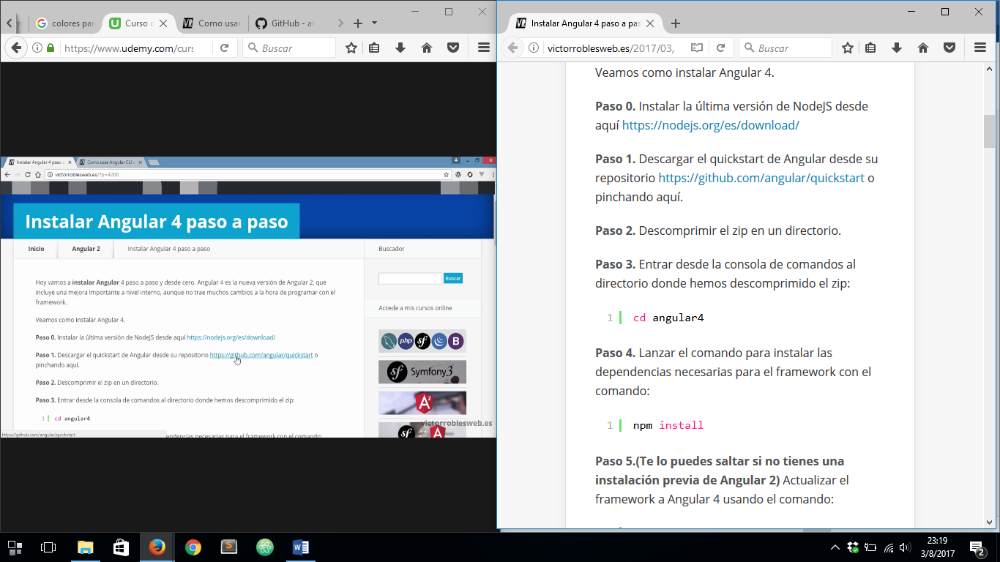 colores par
Curso d
Como usar
GitHub - ar
https://www.udemy.com/curs
Buscar
Instalar Angular 4 paso a
Como usar Angular CLI
victorroblesweb.es/?p=4200
Instalar Angular 4 paso a paso
Inicio
Angular 2
Instalar Angular 4 paso a paso
Hoy vamos a instalar Angular 4 paso a paso y desde cero. Angular 4 es la nueva versión de Angular 2, que
incluye una mejora importante a nivel interno, aunque no trae muchos cambios a la hora de programar con el
framework.
Veamos como instalar Angular 4.
Paso 0. Instalar la última versión de NodeJS desde aquí https://nodejs.org/es/download/
Paso 1. Descargar el quickstart de Angular desde su repositorio https://github.com/angular/quickstart o
pinchando aquí.
Paso 2. Descomprimir el zip en un directorio.
Paso 3. Entrar desde la consola de comandos al directorio donde hemos descomprimido el zip:
1 cd angular4
https://github.com/angular/quickstart
pendencias necesarias para el framework con el comando:
Buscador
Buscar
Accede a mis cursos online
php sf B
sf Symfony3
A2
sf A
victorroblesweb.es
Instalar Angular 4 paso a pas
victorroblesweb.es/2017/03,
Buscar
Veamos como instalar Angular 4.
Paso 0. Instalar la última versión de NodeJS desde
aquí https://nodejs.org/es/download/
Paso 1. Descargar el quickstart de Angular desde su
repositorio https://github.com/angular/quickstart o
pinchando aquí.
Paso 2. Descomprimir el zip en un directorio.
Paso 3. Entrar desde la consola de comandos al
directorio donde hemos descomprimido el zip:
1 cd angular4
Paso 4. Lanzar el comando para instalar las
dependencias necesarias para el framework con el
comando:
1 npm install
Paso 5.(Te lo puedes saltar si no tienes una
instalación previa de Angular 2) Actualizar el
framework a Angular 4 usando el comando:
23:19
3/8/2017
2